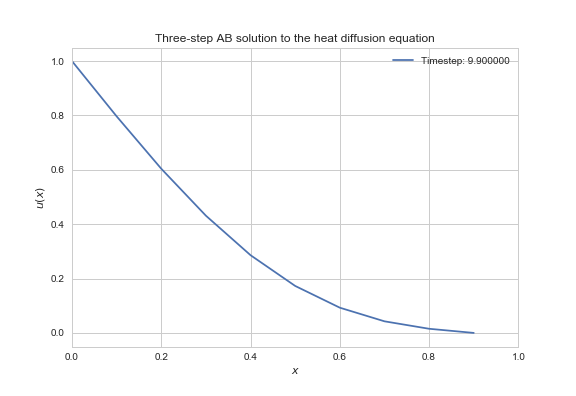 Three-step AB solution to the heat diffusion equation
Timestep: 9.900000
u(x)
1.0
0.8
0.6
0.4
0.2
0.0
0.0 0.2 0.4 0.6 0.8 1.0
x